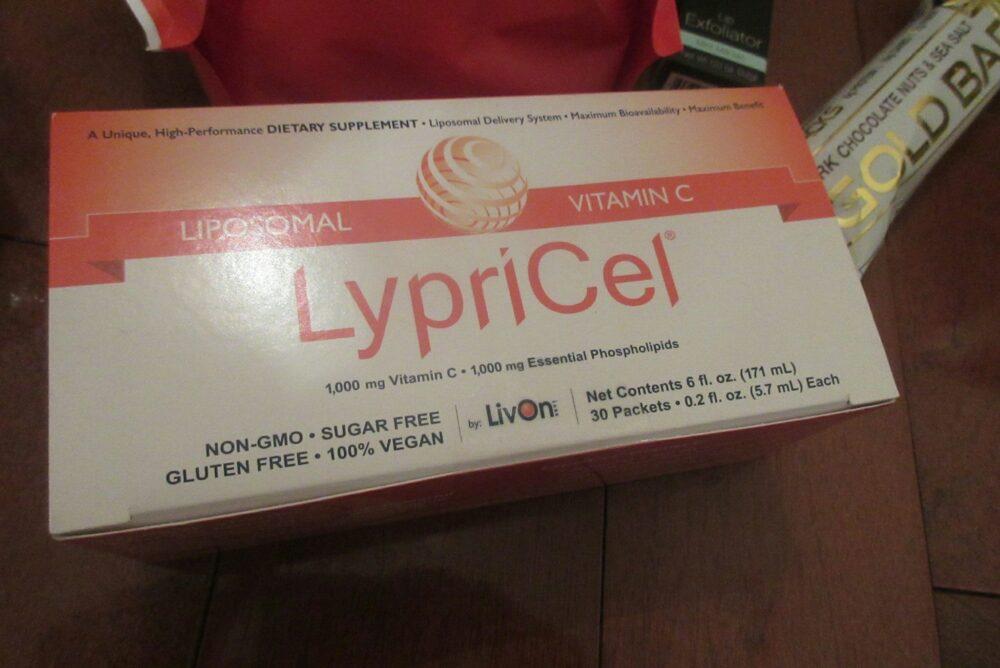 A Unique, High-Performance DIETARY SUPPLEMENT • Liposomal Delivery System • Maximum Bioavailability • Maximum Benefit
LIPOSOMAL
VITAMIN C
LypriCel®
1,000 mg Vitamin C • 1,000 mg Essential Phospholipids
NON-GMO • SUGAR FREE
GLUTEN FREE • 100% VEGAN
by: LivOn
Net Contents 6 fl. oz. (171 mL)
30 Packets • 0.2 fl. oz. (5.7 mL) Each
Lip
Exfoliator
RK CHOCOLATE NUTS & SEA SALT
GOLD BA